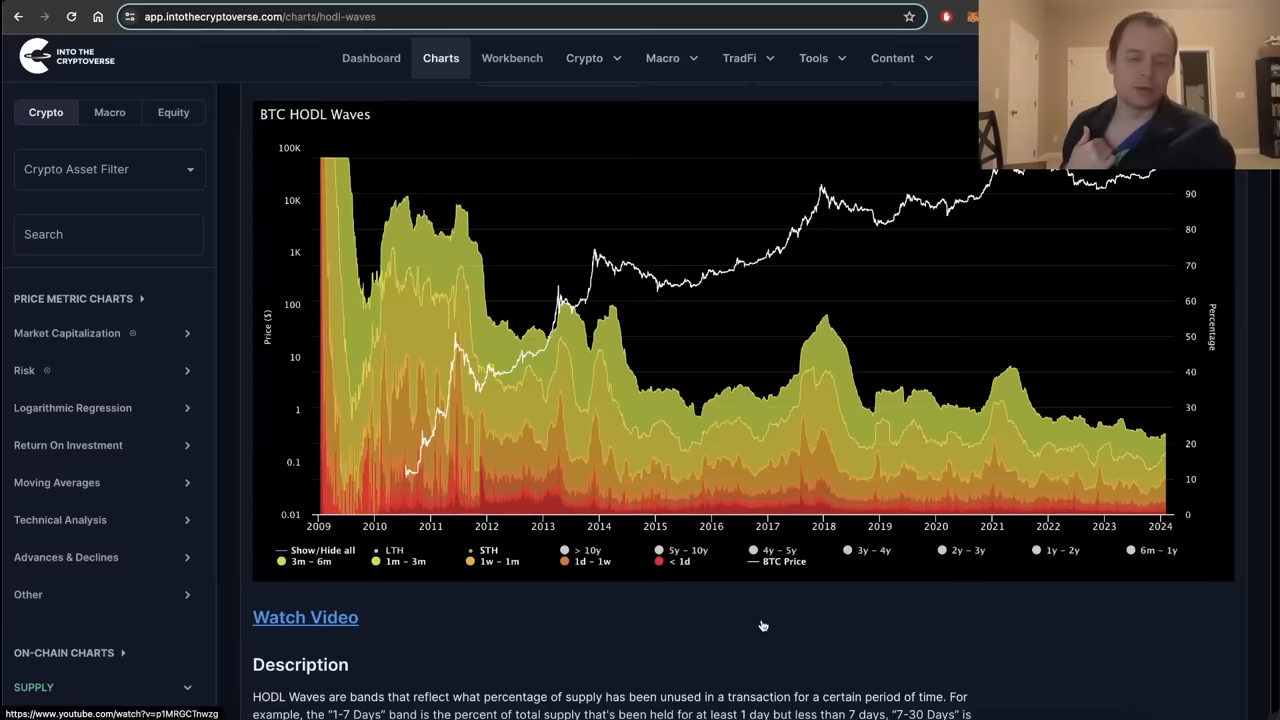 app.intothecryptoverse.com/charts/hodl-waves
INTO THE
CRYPTOVERSE
Dashboard
Charts
Workbench
Crypto
Macro
TradFi
Tools
Content
Crypto
Macro
Equity
Crypto Asset Filter
Search
PRICE METRIC CHARTS
Market Capitalization
Risk
Logarithmic Regression
Return On Investment
Moving Averages
Technical Analysis
Advances & Declines
Other
ON-CHAIN CHARTS
SUPPLY
BTC HODL Waves
100K
10K
1K
100
10
1
0.1
0.01
Price ($)
90
80
70
60
50
40
30
20
10
0
Percentage
2009 2010 2011 2012 2013 2014 2015 2016 2017 2018 2019 2020 2021 2022 2023 2024
Show/Hide all LTH STH > 10y 5y - 10y 4y - 5y 3y - 4y 2y - 3y 1y - 2y 6m - 1y
3m - 6m 1m - 3m 1w - 1m 1d - 1w < 1d BTC Price
Watch Video
Description
HODL Waves are bands that reflect what percentage of supply has been unused in a transaction for a certain period of time. For
example, the "1-7 Days" band is the percent of total supply that's been held for at least 1 day but less than 7 days, "7-30 Days" is
https://www.youtube.com/watch?v=p1MRGCTnwzg